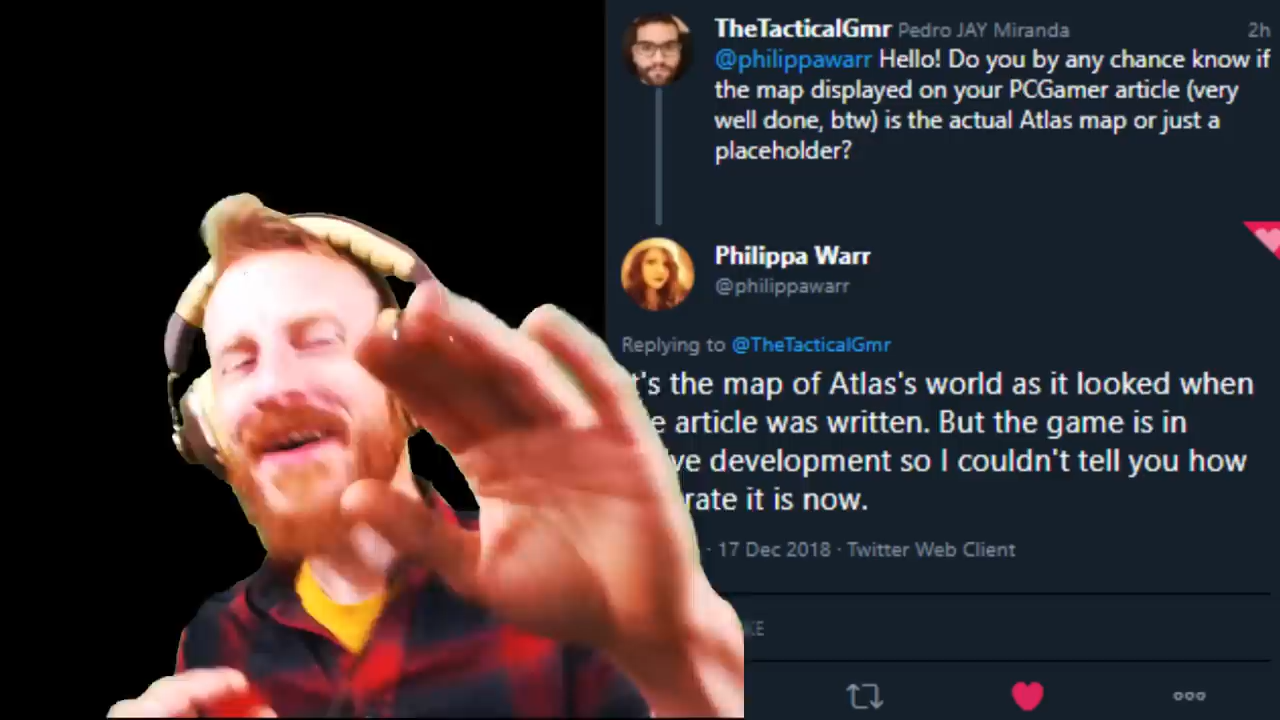 TheTacticalGmr Pedro JAY Miranda 2h
@philippawarr Hello! Do you by any chance know if
the map displayed on your PCGamer article (very
well done, btw) is the actual Atlas map or just a
placeholder?
Philippa Warr
@philippawarr
Replying to @TheTacticalGmr
t's the map of Atlas's world as it looked when
e article was written. But the game is in
ve development so I couldn't tell you how
rate it is now.
· 17 Dec 2018 · Twitter Web Client